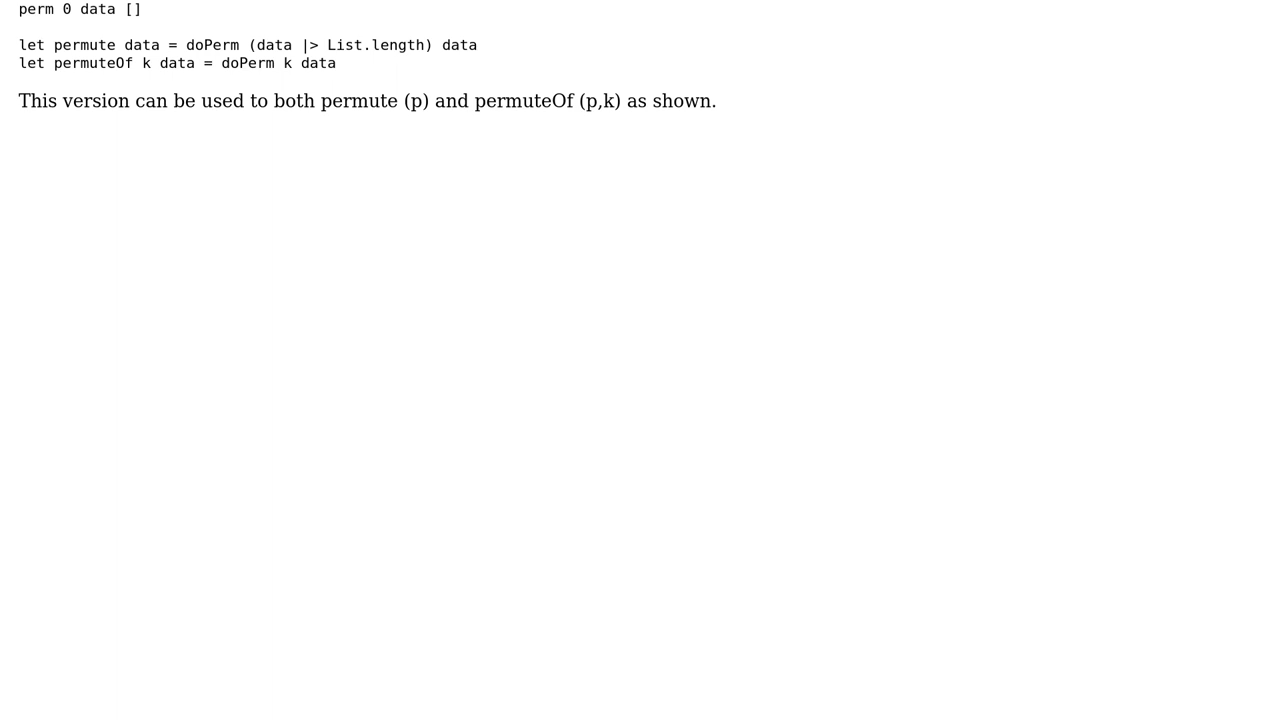 perm 0 data []
let permute data = doPerm (data |> List.length) data
let permuteOf k data = doPerm k data
This version can be used to both permute (p) and permuteOf (p,k) as shown.